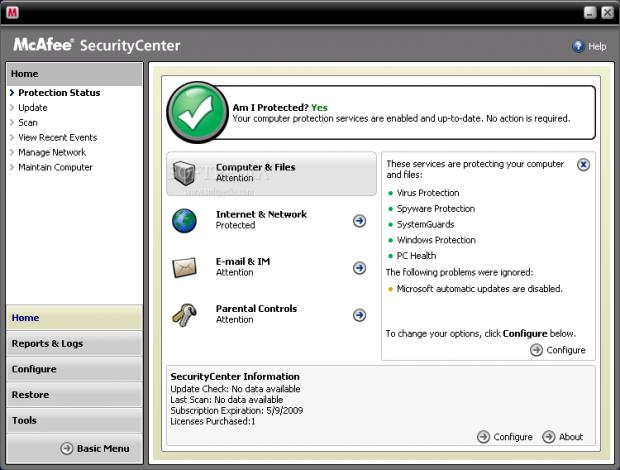 McAfee® SecurityCenter
Help
Home
Protection Status
Update
Scan
View Recent Events
Manage Network
Maintain Computer
Home
Reports & Logs
Configure
Restore
Tools
Basic Menu
Am I Protected? Yes
Your computer protection services are enabled and up-to-date. No action is required.
Computer & Files
Attention
www.softpedia.com
Internet & Network
Protected
E-mail & IM
Attention
Parental Controls
Attention
These services are protecting your computer
and files:
Virus Protection
Spyware Protection
SystemGuards
Windows Protection
PC Health
The following problems were ignored:
Microsoft automatic updates are disabled.
To change your options, click Configure below.
Configure
SecurityCenter Information
Update Check: No data available
Last Scan: No data available
Subscription Expiration: 5/9/2009
Licenses Purchased:1
Configure
About